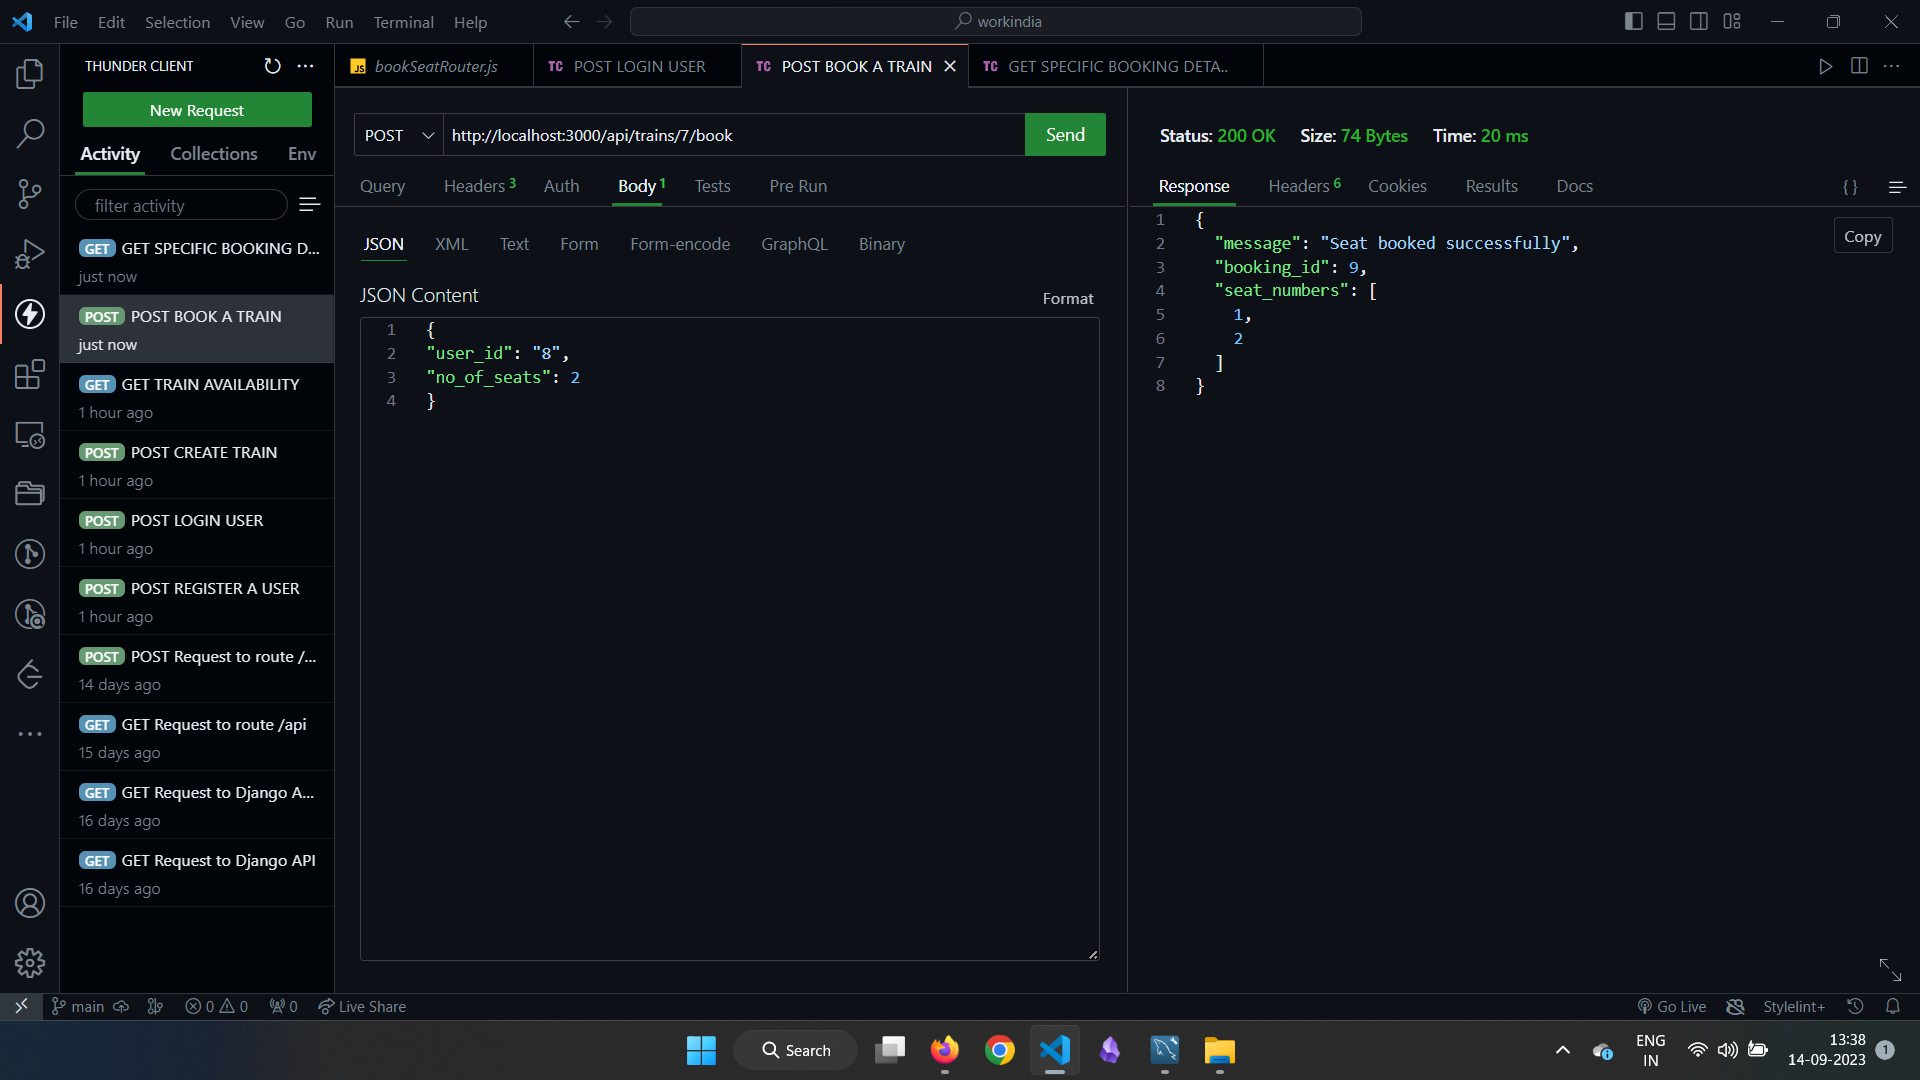 File Edit Selection View Go Run Terminal Help
workindia
THUNDER CLIENT
New Request
Activity Collections Env
filter activity
GET GET SPECIFIC BOOKING D...
just now
POST POST BOOK A TRAIN
just now
GET GET TRAIN AVAILABILITY
1 hour ago
POST POST CREATE TRAIN
1 hour ago
POST POST LOGIN USER
1 hour ago
POST POST REGISTER A USER
1 hour ago
POST POST Request to route /...
14 days ago
GET GET Request to route /api
15 days ago
GET GET Request to Django A...
16 days ago
GET GET Request to Django API
16 days ago
JS bookSeatRouter.js TC POST LOGIN USER TC POST BOOK A TRAIN TC GET SPECIFIC BOOKING DETA..
POST http://localhost:3000/api/trains/7/book Send
Query Headers 3 Auth Body 1 Tests Pre Run
JSON XML Text Form Form-encode GraphQL Binary
JSON Content Format
1 {
2 "user_id": "8",
3 "no_of_seats": 2
4 }
Status: 200 OK Size: 74 Bytes Time: 20 ms
Response Headers 6 Cookies Results Docs { }
Copy
1 {
2 "message": "Seat booked successfully",
3 "booking_id": 9,
4 "seat_numbers": [
5 1,
6 2
7 ]
8 }
main 0 0 0 Live Share Go Live Stylelint+
Search
ENG
IN
13:38
14-09-2023
1